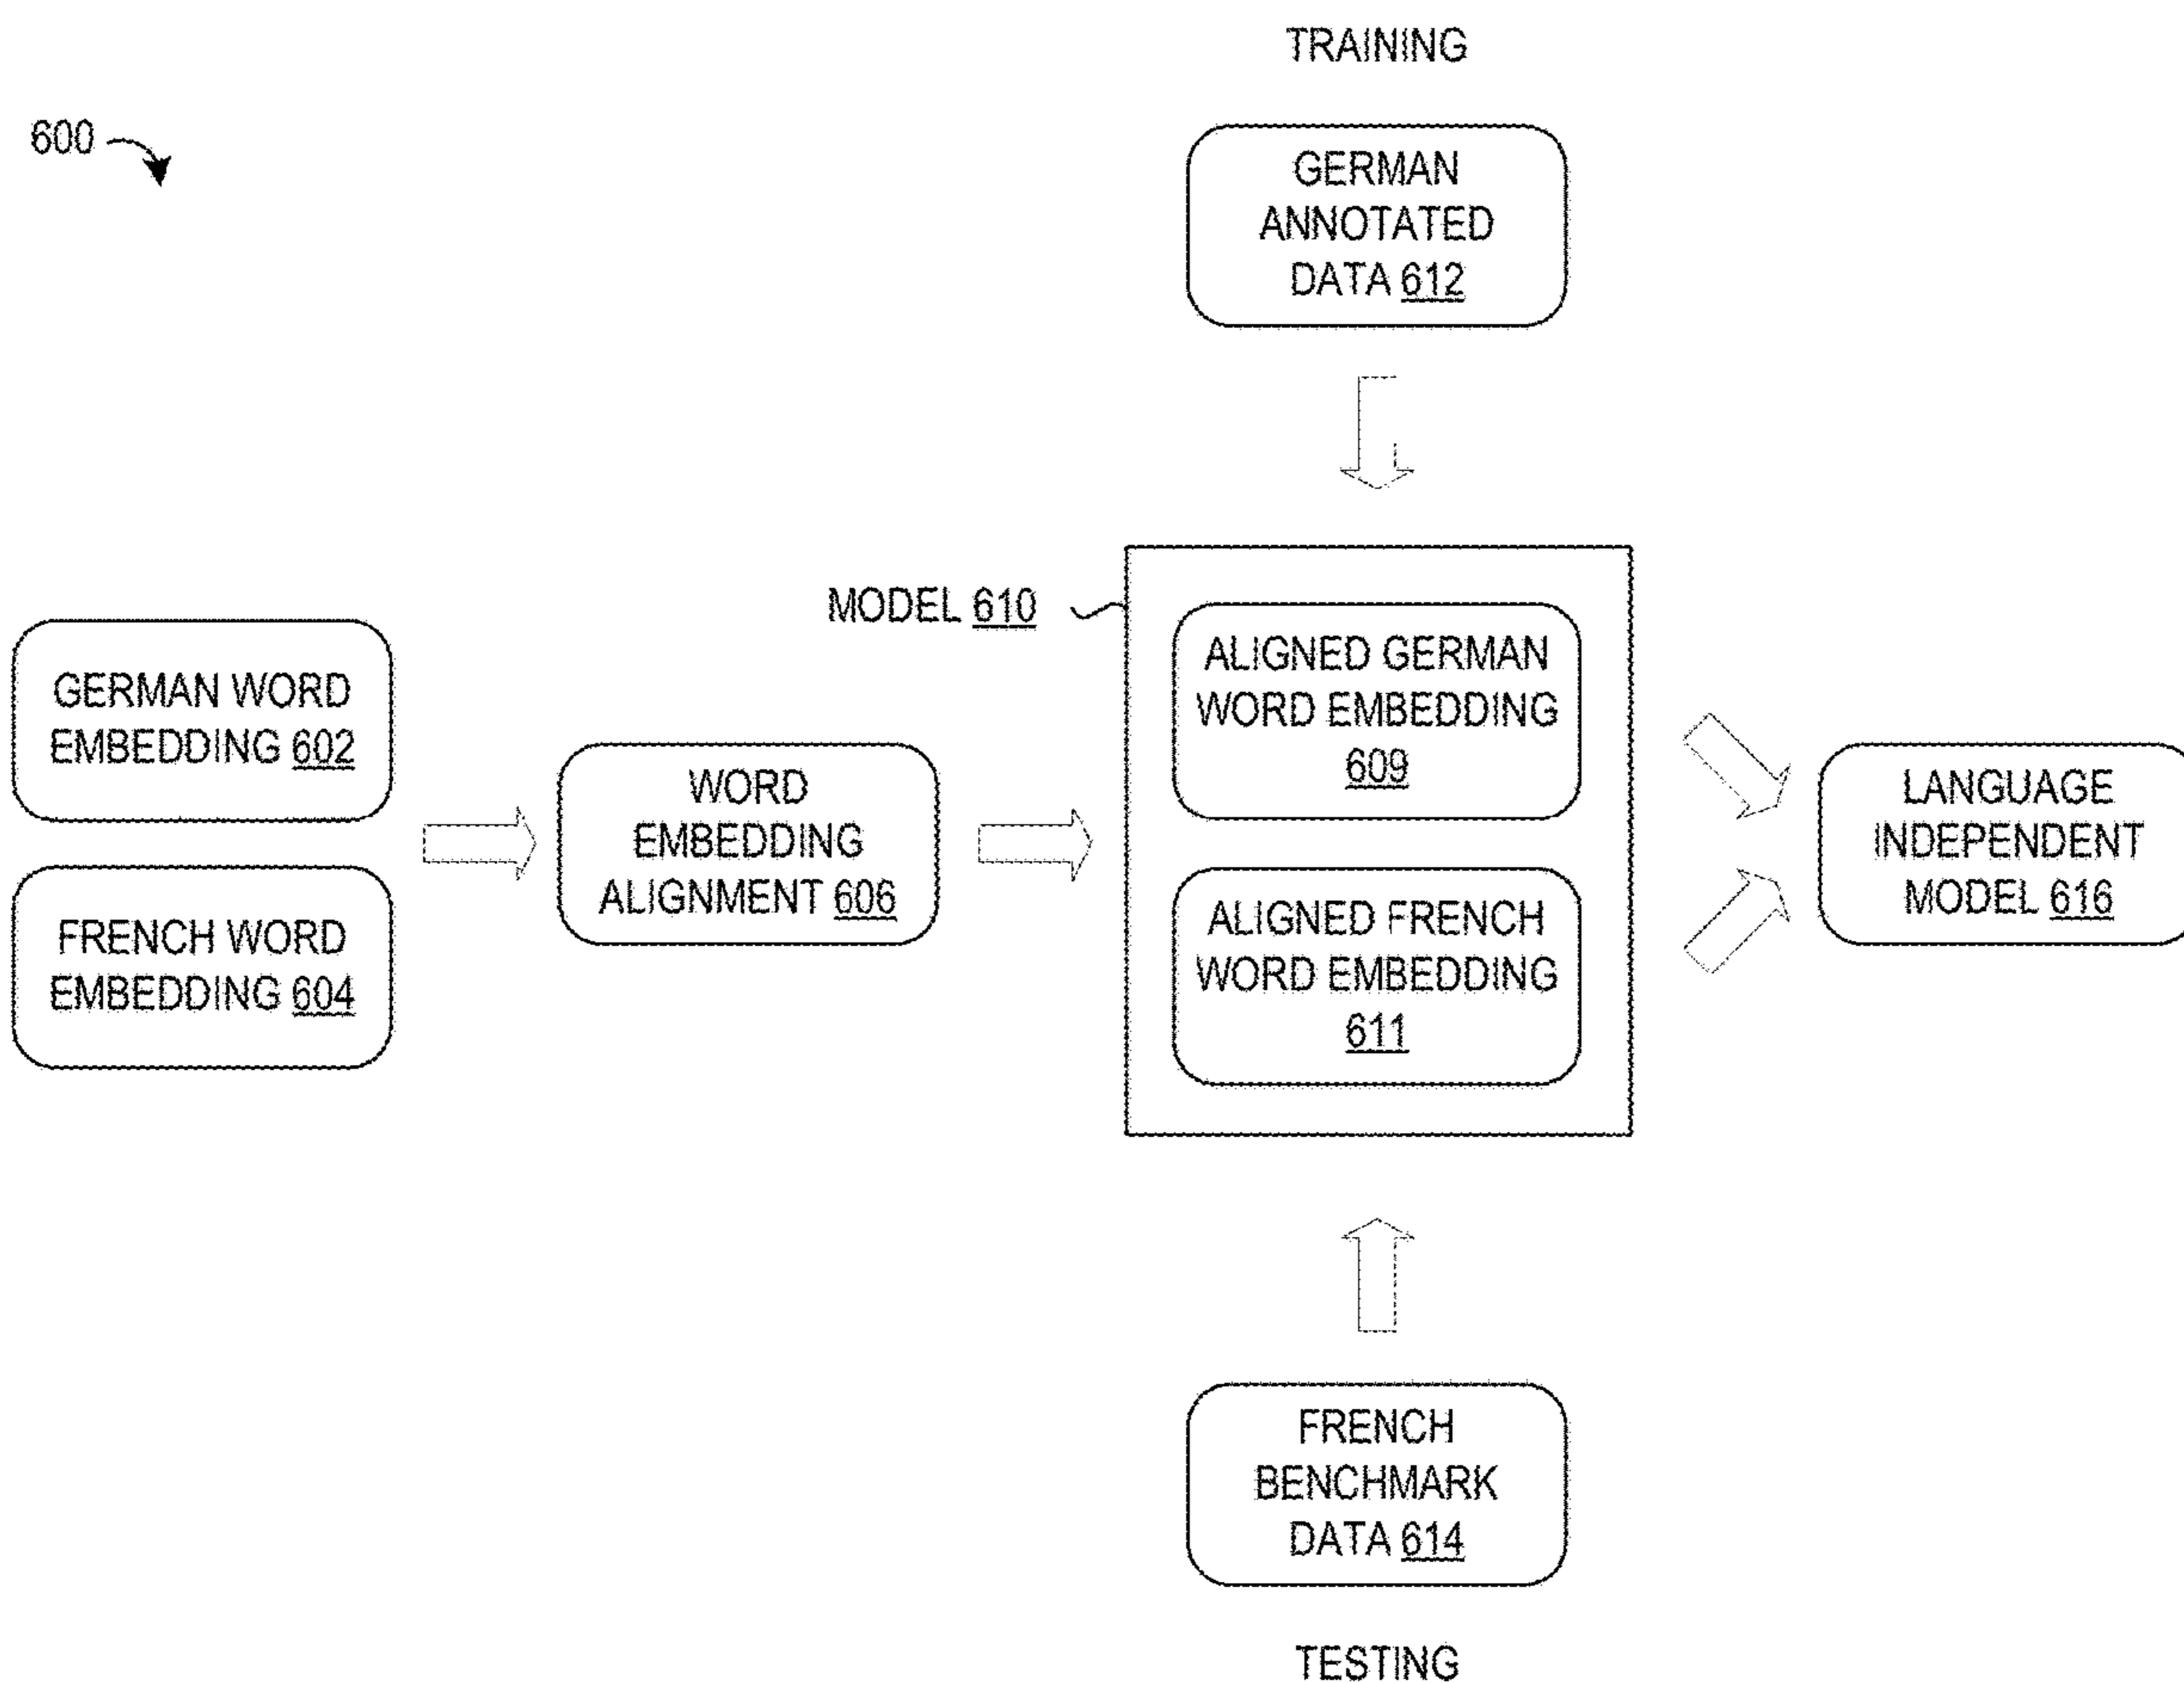 TRAINING
600
GERMAN
ANNOTATED
DATA 612
MODEL 610
ALIGNED GERMAN
WORD EMBEDDING
609
GERMAN WORD
EMBEDDING 602
WORD
EMBEDDING
ALIGNMENT 606
LANGUAGE
INDEPENDENT
MODEL 616
FRENCH WORD
EMBEDDING 604
ALIGNED FRENCH
WORD EMBEDDING
611
FRENCH
BENCHMARK
DATA 614
TESTING